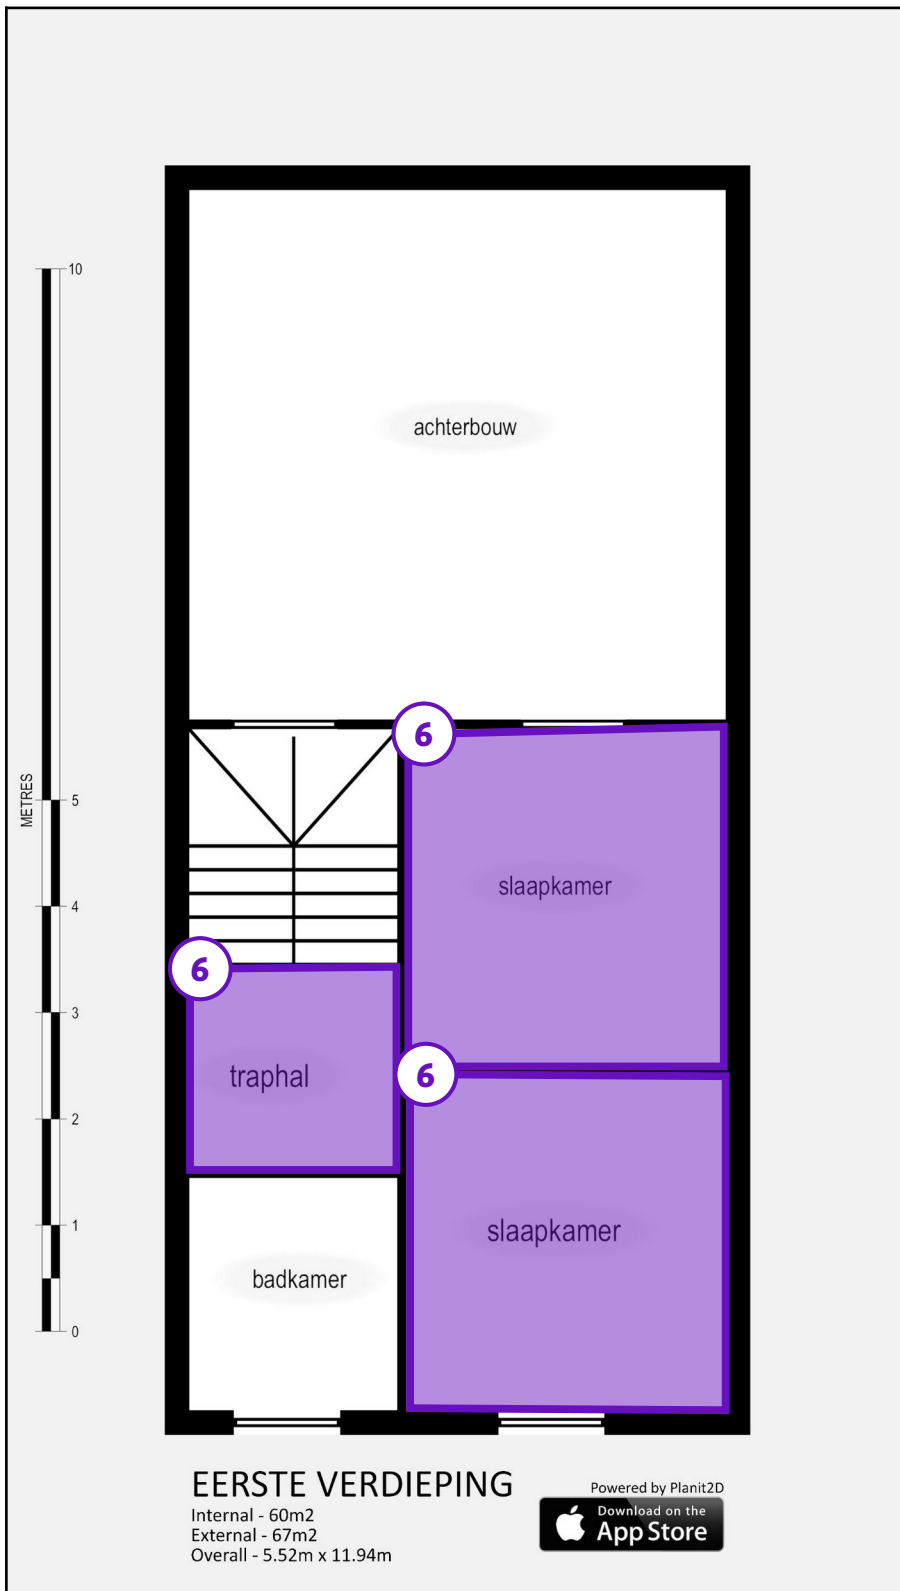 10
achterbouw
6
METRES
5
slaapkamer
4
6
3
6
traphal
2
slaapkamer
1
badkamer
0
EERSTE VERDIEPING
Internal - 60m2
External - 67m2
Overall - 5.52m x 11.94m
Powered by Planit2D
Download on the
App Store